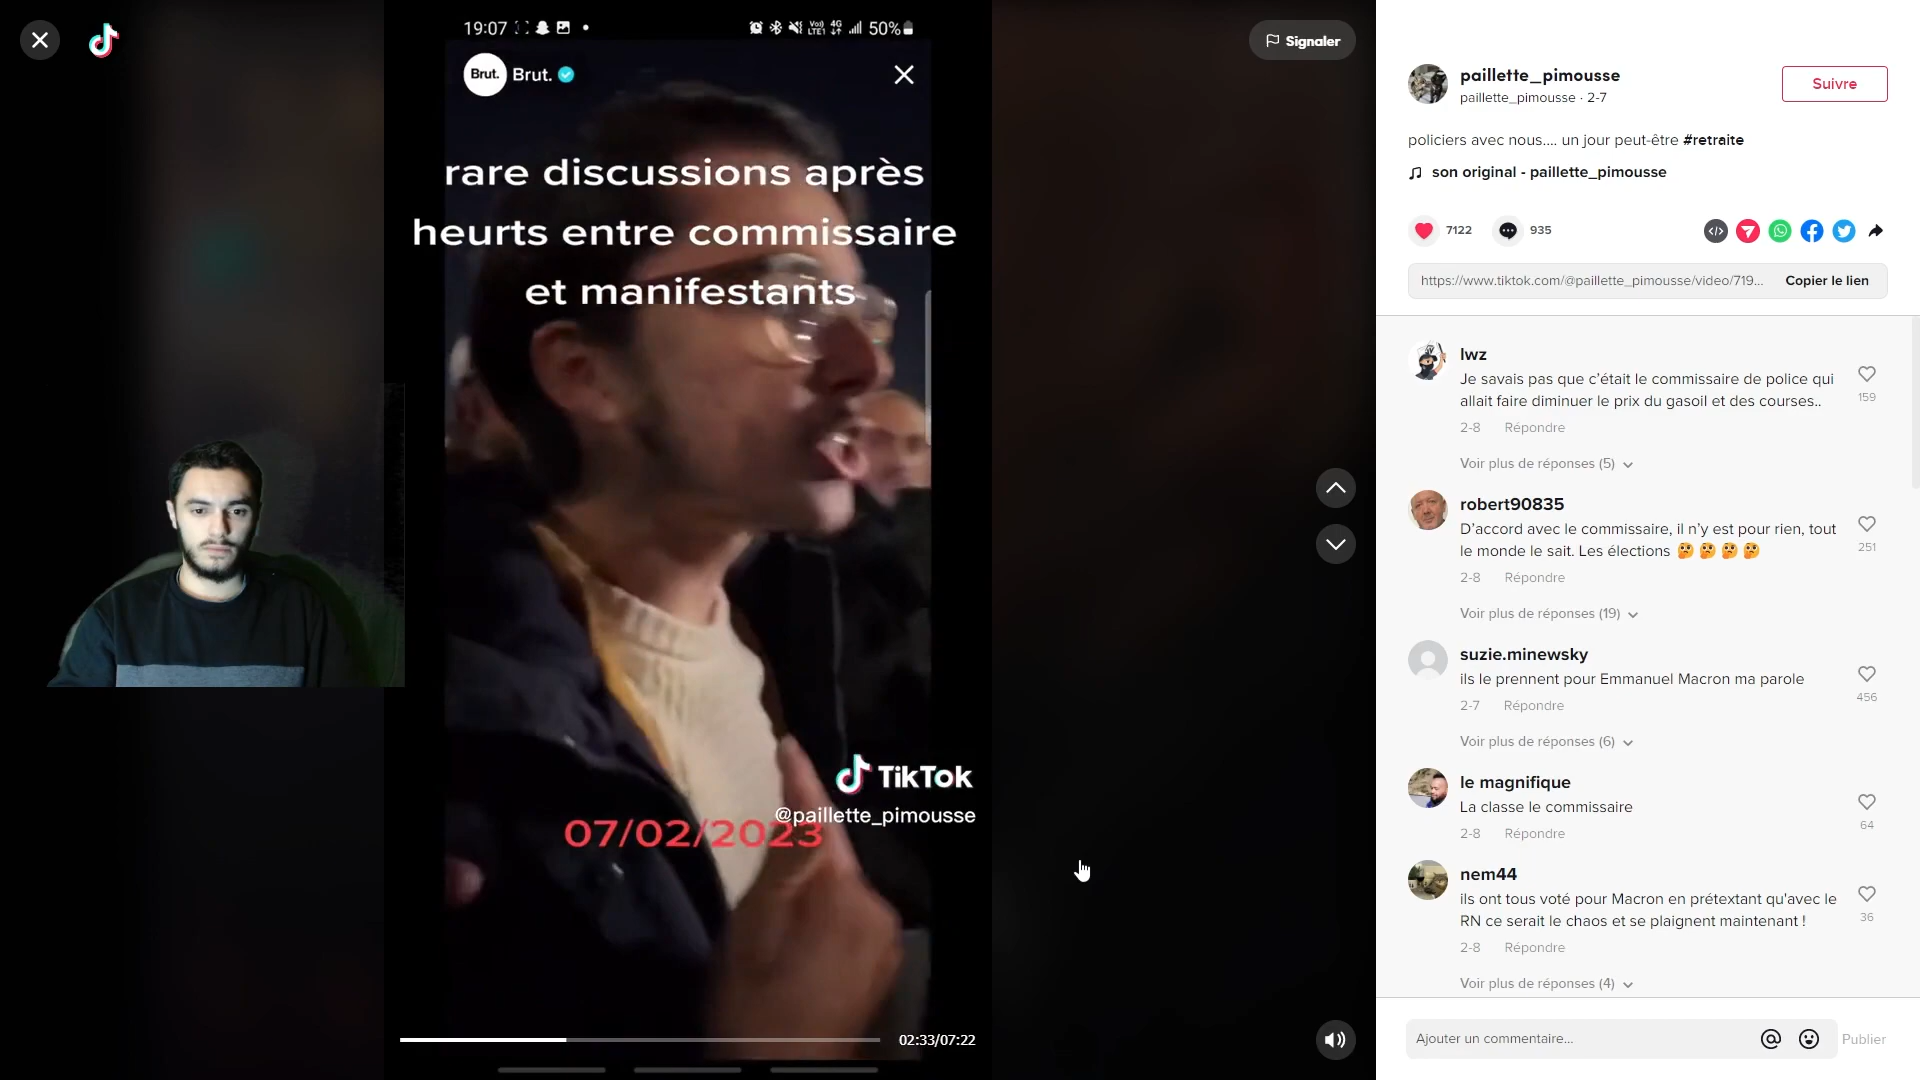 19:07
Vo)) LTE1 4G
50%
Brut. Brut.
rare discussions après
heurts entre commissaire
et manifestants
TikTok
@paillette_pimousse
07/02/2023
02:33/07:22
Signaler
paillette_pimousse
paillette_pimousse · 2-7
Suivre
policiers avec nous.... un jour peut-être #retraite
son original - paillette_pimousse
7122
935
https://www.tiktok.com/@paillette_pimousse/video/719...
Copier le lien
lwz
Je savais pas que c'était le commissaire de police qui
allait faire diminuer le prix du gasoil et des courses..
159
2-8 Répondre
Voir plus de réponses (5)
robert90835
D'accord avec le commissaire, il n'y est pour rien, tout
le monde le sait. Les élections 🤔 🤔 🤔 🤔
251
2-8 Répondre
Voir plus de réponses (19)
suzie.minewsky
ils le prennent pour Emmanuel Macron ma parole
456
2-7 Répondre
Voir plus de réponses (6)
le magnifique
La classe le commissaire
64
2-8 Répondre
nem44
ils ont tous voté pour Macron en prétextant qu'avec le
RN ce serait le chaos et se plaignent maintenant !
36
2-8 Répondre
Voir plus de réponses (4)
Ajouter un commentaire...
Publier